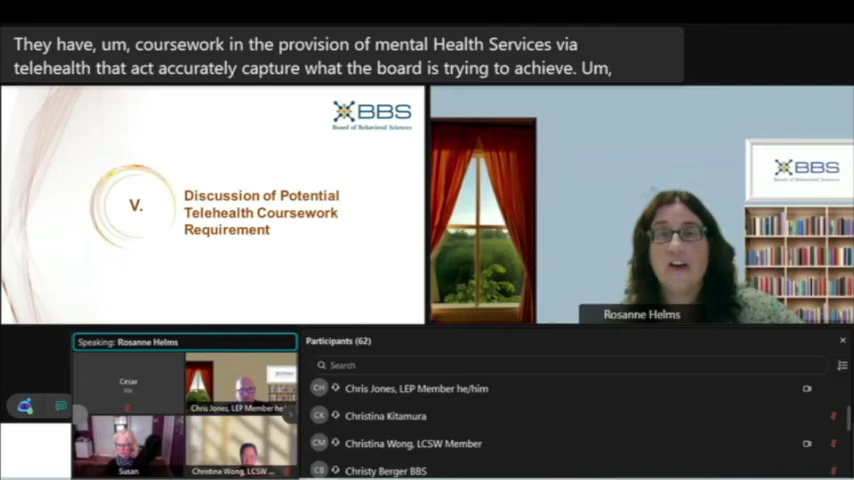 They have, um, coursework in the provision of mental Health Services via
telehealth that act accurately capture what the board is trying to achieve. Um,
BBS
Board of Behavioral Sciences
V.
Discussion of Potential
Telehealth Coursework
Requirement
BBS
Board of Behavioral Sciences
Rosanne Helms
Speaking: Rosanne Helms
Cesar
Chris Jones, LEP Member he/
Susan
Christina Wong, LCSW ...
Participants (62)
Search
CH
Chris Jones, LEP Member he/him
CK
Christina Kitamura
CM
Christina Wong, LCSW Member
CB
Christy Berger BBS